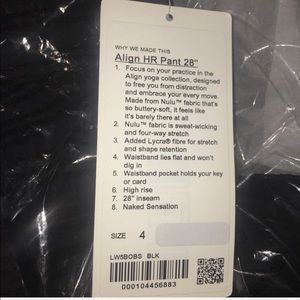 WHY WE MADE THIS
Align HR Pant 28"
1. Focus on your practice in the
Align yoga collection, designed
to free you from distraction
and embrace your every move.
Made from Nulu™ fabric that's
so buttery-soft, it feels like
it's barely there at all
2. Nulu™ fabric is sweat-wicking
and four-way stretch
3. Added Lycra® fibre for stretch
and shape retention
4. Waistband lies flat and won't
dig in
5. Waistband pocket holds your key
or card
6. High rise
7. 28" inseam
8. Naked Sensation
SIZE 4
LW5BOBS BLK
000104456883